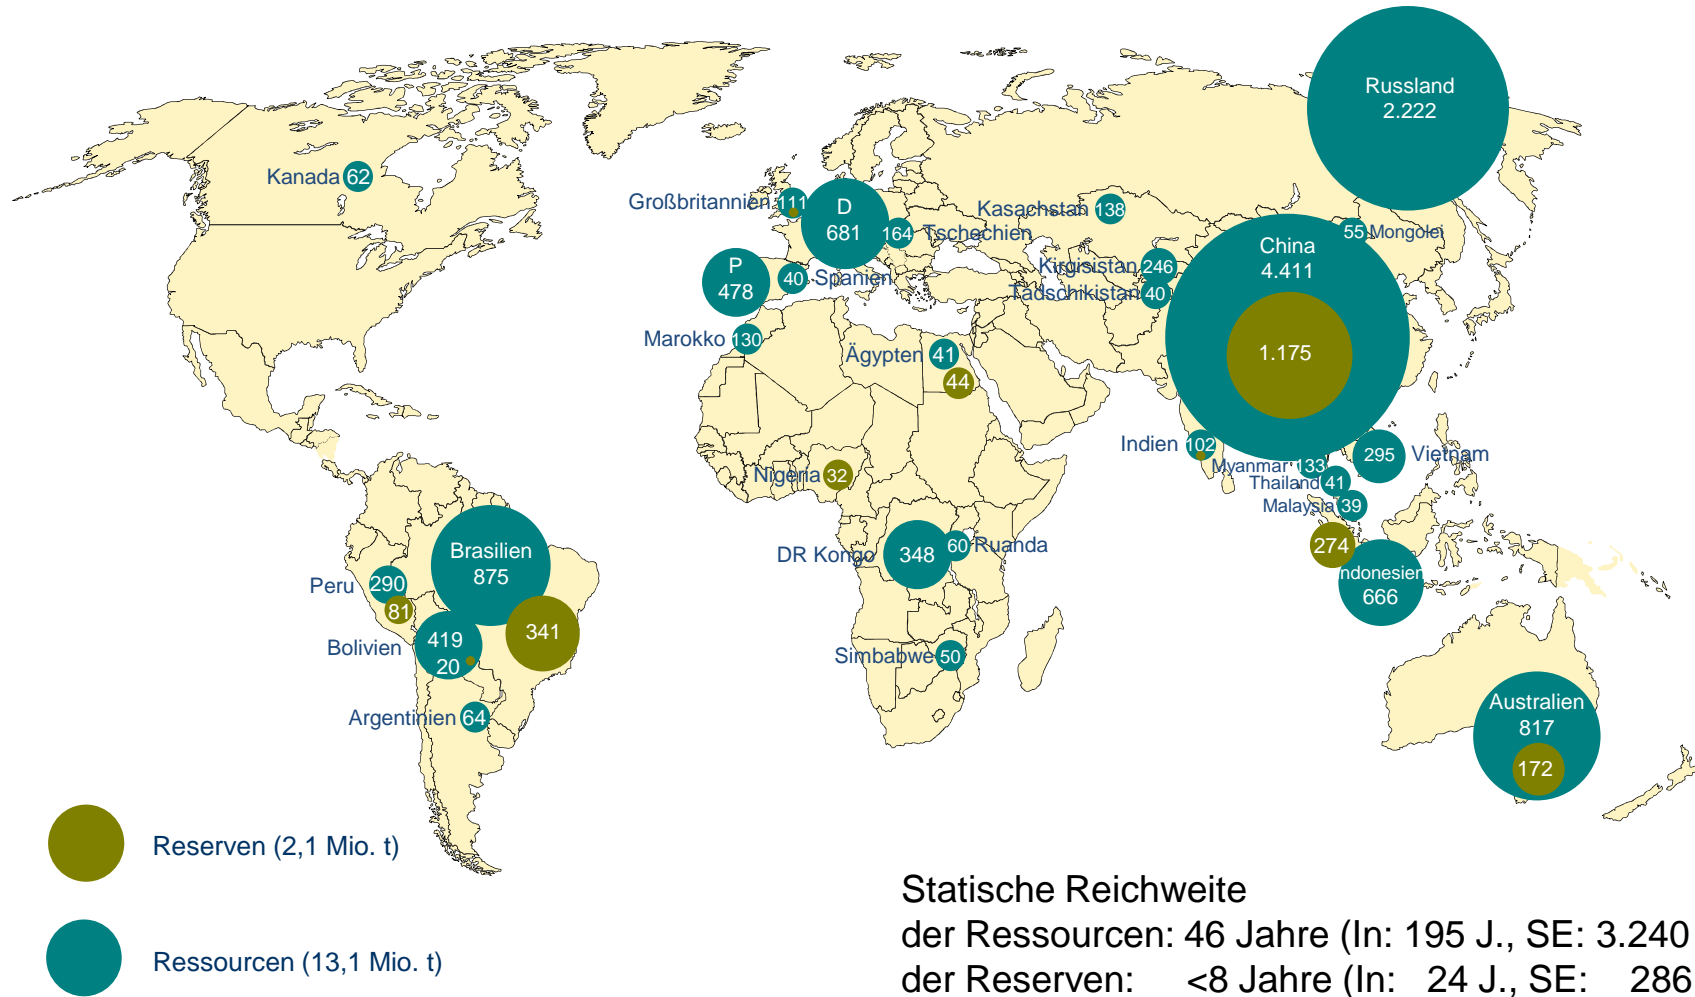 Russland
2.222
Kanada 62
Großbritannien 111
D
681
164 Tschechien
Kasachstan 138
55 Mongolei
China
4.411
1.175
P
478
40 Spanien
Kirgisistan 246
Tadschikistan 40
Marokko 130
Ägypten 41
44
Indien 102
Myanmar 133
295 Vietnam
Thailand 41
Malaysia 39
Nigeria 32
274
Indonesien
666
DR Kongo 348
60 Ruanda
Brasilien
875
Peru 290
81
341
Bolivien 419
20
Simbabwe 50
Argentinien 64
Australien
817
172
Reserven (2,1 Mio. t)
Ressourcen (13,1 Mio. t)
Statische Reichweite
der Ressourcen: 46 Jahre (In: 195 J., SE: 3.240
der Reserven: <8 Jahre (In: 24 J., SE: 286